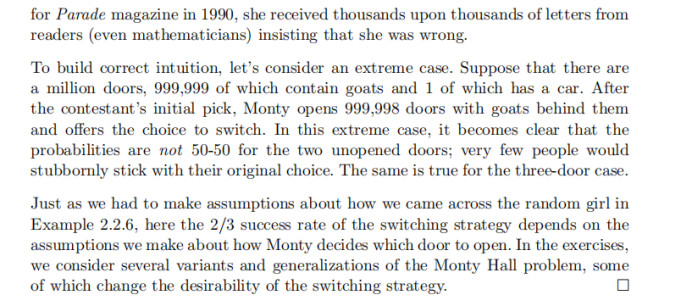 for Parade magazine in 1990, she received thousands upon thousands of letters from
readers (even mathematicians) insisting that she was wrong.
To build correct intuition, let's consider an extreme case. Suppose that there are
a million doors, 999,999 of which contain goats and 1 of which has a car. After
the contestant's initial pick, Monty opens 999,998 doors with goats behind them
and offers the choice to switch. In this extreme case, it becomes clear that the
probabilities are not 50-50 for the two unopened doors; very few people would
stubbornly stick with their original choice. The same is true for the three-door case.
Just as we had to make assumptions about how we came across the random girl in
Example 2.2.6, here the 2/3 success rate of the switching strategy depends on the
assumptions we make about how Monty decides which door to open. In the exercises,
we consider several variants and generalizations of the Monty Hall problem, some
of which change the desirability of the switching strategy. □